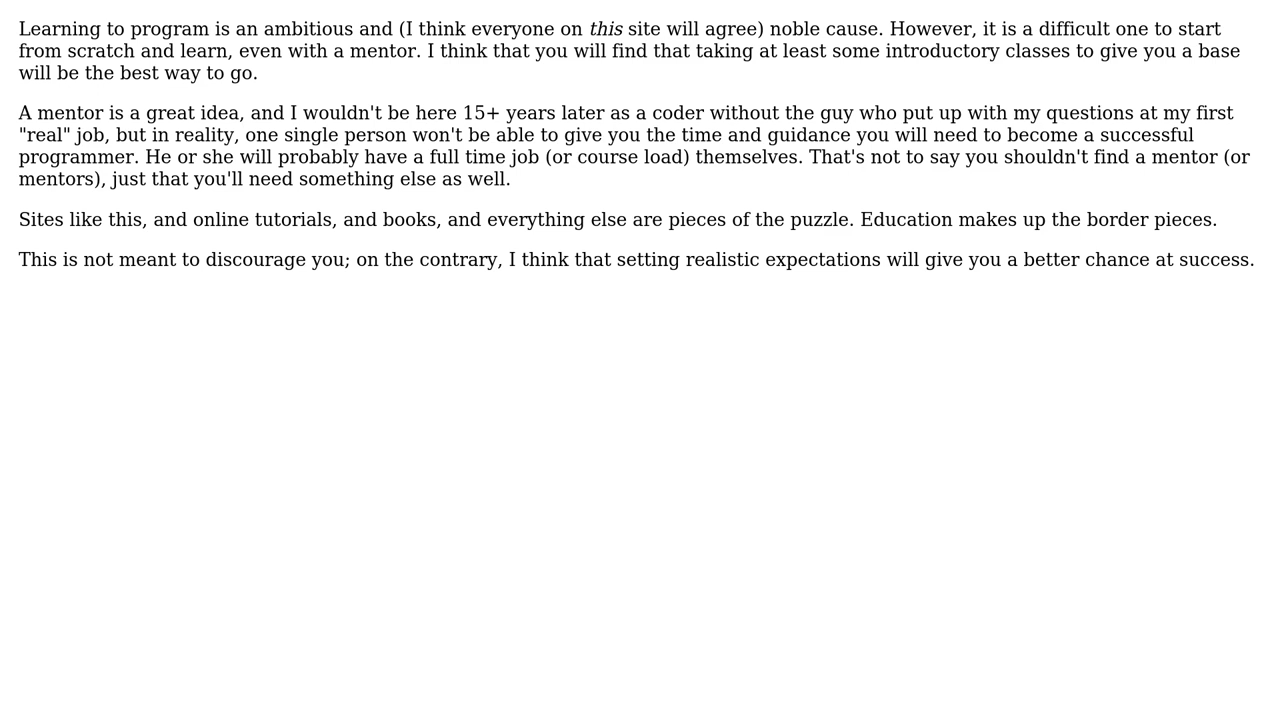 Learning to program is an ambitious and (I think everyone on this site will agree) noble cause. However, it is a difficult one to start
from scratch and learn, even with a mentor. I think that you will find that taking at least some introductory classes to give you a base
will be the best way to go.
A mentor is a great idea, and I wouldn't be here 15+ years later as a coder without the guy who put up with my questions at my first
"real" job, but in reality, one single person won't be able to give you the time and guidance you will need to become a successful
programmer. He or she will probably have a full time job (or course load) themselves. That's not to say you shouldn't find a mentor (or
mentors), just that you'll need something else as well.
Sites like this, and online tutorials, and books, and everything else are pieces of the puzzle. Education makes up the border pieces.
This is not meant to discourage you; on the contrary, I think that setting realistic expectations will give you a better chance at success.